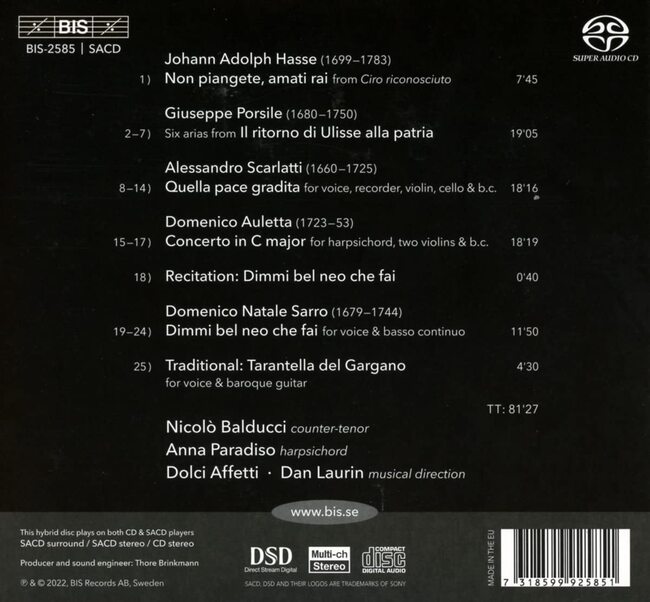 BIS
BIS-2585 | SACD
SUPER AUDIO CD
Johann Adolph Hasse (1699–1783)
1) Non piangete, amati rai from Ciro riconosciuto 7'45
Giuseppe Porsile (1680–1750)
2–7) Six arias from Il ritorno di Ulisse alla patria 19'05
Alessandro Scarlatti (1660–1725)
8–14) Quella pace gradita for voice, recorder, violin, cello & b.c. 18'16
Domenico Auletta (1723–53)
15–17) Concerto in C major for harpsichord, two violins & b.c. 18'19
18) Recitation: Dimmi bel neo che fai 0'40
Domenico Natale Sarro (1679–1744)
19–24) Dimmi bel neo che fai for voice & basso continuo 11'50
25) Traditional: Tarantella del Gargano 4'30
for voice & baroque guitar
TT: 81'27
Nicolò Balducci counter-tenor
Anna Paradiso harpsichord
Dolci Affetti · Dan Laurin musical direction
www.bis.se
This hybrid disc plays on both CD & SACD players
SACD surround / SACD stereo / CD stereo
Producer and sound engineer: Thore Brinkmann
℗ & © 2022, BIS Records AB, Sweden
DSD
Direct Stream Digital
Multi-ch
Stereo
COMPACT
disc
DIGITAL AUDIO
SACD, DSD AND THEIR LOGOS ARE TRADEMARKS OF SONY
MADE IN THE EU
7 318599 925851